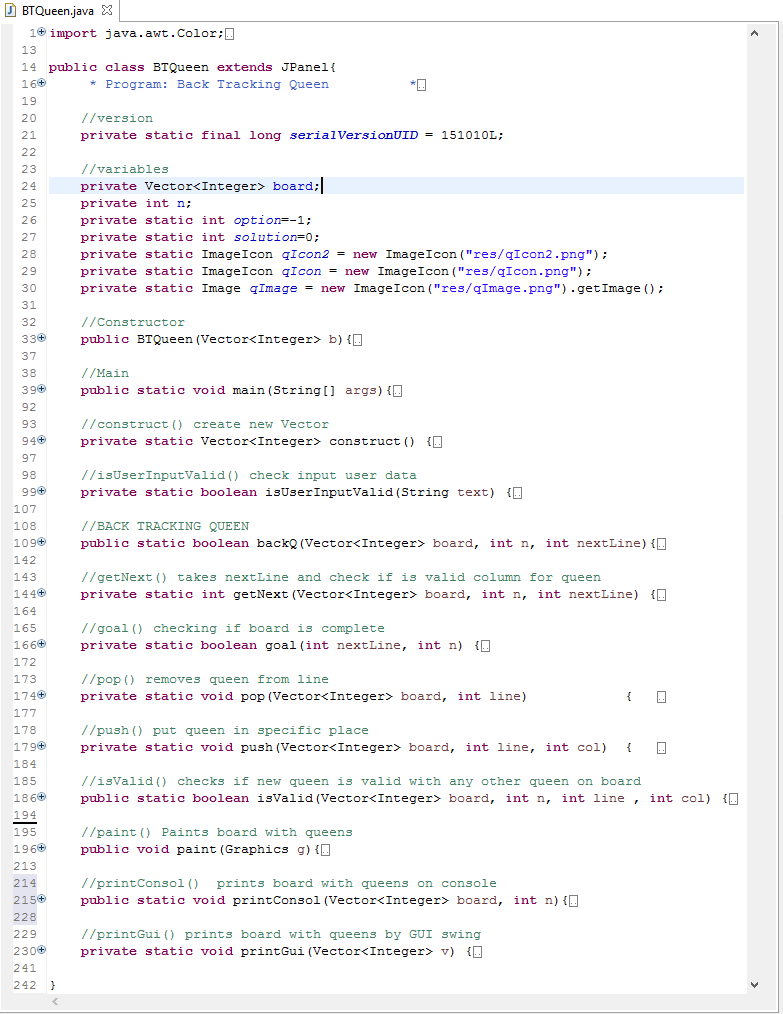 BTQueen.java
1 import java.awt.Color;
13
14 public class BTQueen extends JPanel{
16 * Program: Back Tracking Queen *
19
20 //version
21 private static final long serialVersionUID = 151010L;
22
23 //variables
24 private Vector<Integer> board;
25 private int n;
26 private static int option=-1;
27 private static int solution=0;
28 private static ImageIcon qIcon2 = new ImageIcon("res/qIcon2.png");
29 private static ImageIcon qIcon = new ImageIcon("res/qIcon.png");
30 private static Image qImage = new ImageIcon("res/qImage.png").getImage();
31
32 //Constructor
33 public BTQueen(Vector<Integer> b){
37
38 //Main
39 public static void main(String[] args){
92
93 //construct() create new Vector
94 private static Vector<Integer> construct() {
97
98 //isUserInputValid() check input user data
99 private static boolean isUserInputValid(String text) {
107
108 //BACK TRACKING QUEEN
109 public static boolean backQ(Vector<Integer> board, int n, int nextLine){
142
143 //getNext() takes nextLine and check if is valid column for queen
144 private static int getNext(Vector<Integer> board, int n, int nextLine) {
164
165 //goal() checking if board is complete
166 private static boolean goal(int nextLine, int n) {
172
173 //pop() removes queen from line
174 private static void pop(Vector<Integer> board, int line) {
177
178 //push() put queen in specific place
179 private static void push(Vector<Integer> board, int line, int col) {
184
185 //isValid() checks if new queen is valid with any other queen on board
186 public static boolean isValid(Vector<Integer> board, int n, int line , int col) {
194
195 //paint() Paints board with queens
196 public void paint(Graphics g){
213
214 //printConsol() prints board with queens on console
215 public static void printConsol(Vector<Integer> board, int n){
228
229 //printGui() prints board with queens by GUI swing
230 private static void printGui(Vector<Integer> v) {
241
242 }